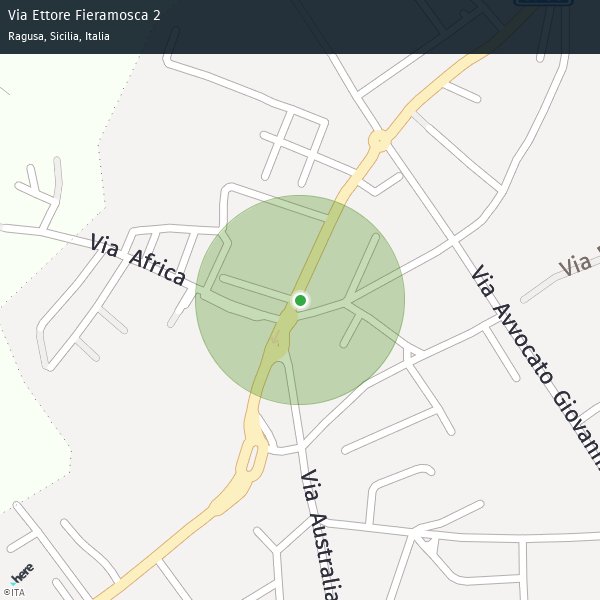 Via Ettore Fieramosca 2
Ragusa, Sicilia, Italia
Via Africa
Via
Via Avvocato Giovanni
Via Australia
here
©ITA